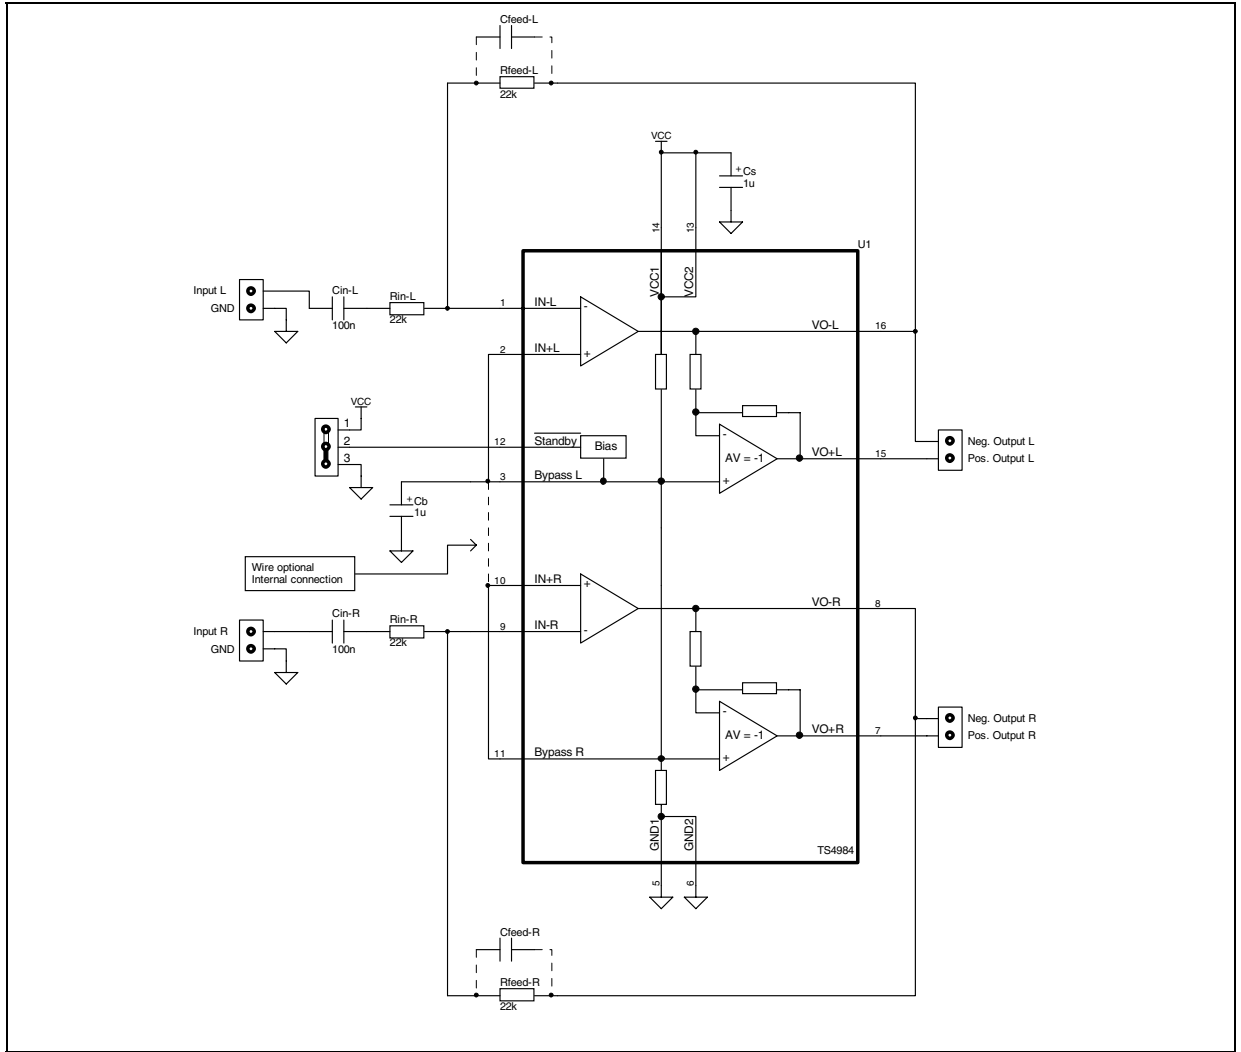 Cfeed-L
Rfeed-L
22k
VCC
+ Cs
1u
14
13
U1
VCC1
VCC2
Input L
GND
Cin-L
100n
Rin-L
22k
1
IN-L
-
VO-L
16
2
IN+L
+
VCC
1
2
3
12
Standby
Bias
-
AV = -1
+
VO+L
15
Neg. Output L
Pos. Output L
3
Bypass L
+ Cb
1u
Wire optional
Internal connection
10
IN+R
+
VO-R
8
Input R
GND
Cin-R
100n
Rin-R
22k
9
IN-R
-
-
AV = -1
+
VO+R
7
Neg. Output R
Pos. Output R
11
Bypass R
GND1
GND2
TS4984
5
6
Cfeed-R
Rfeed-R
22k